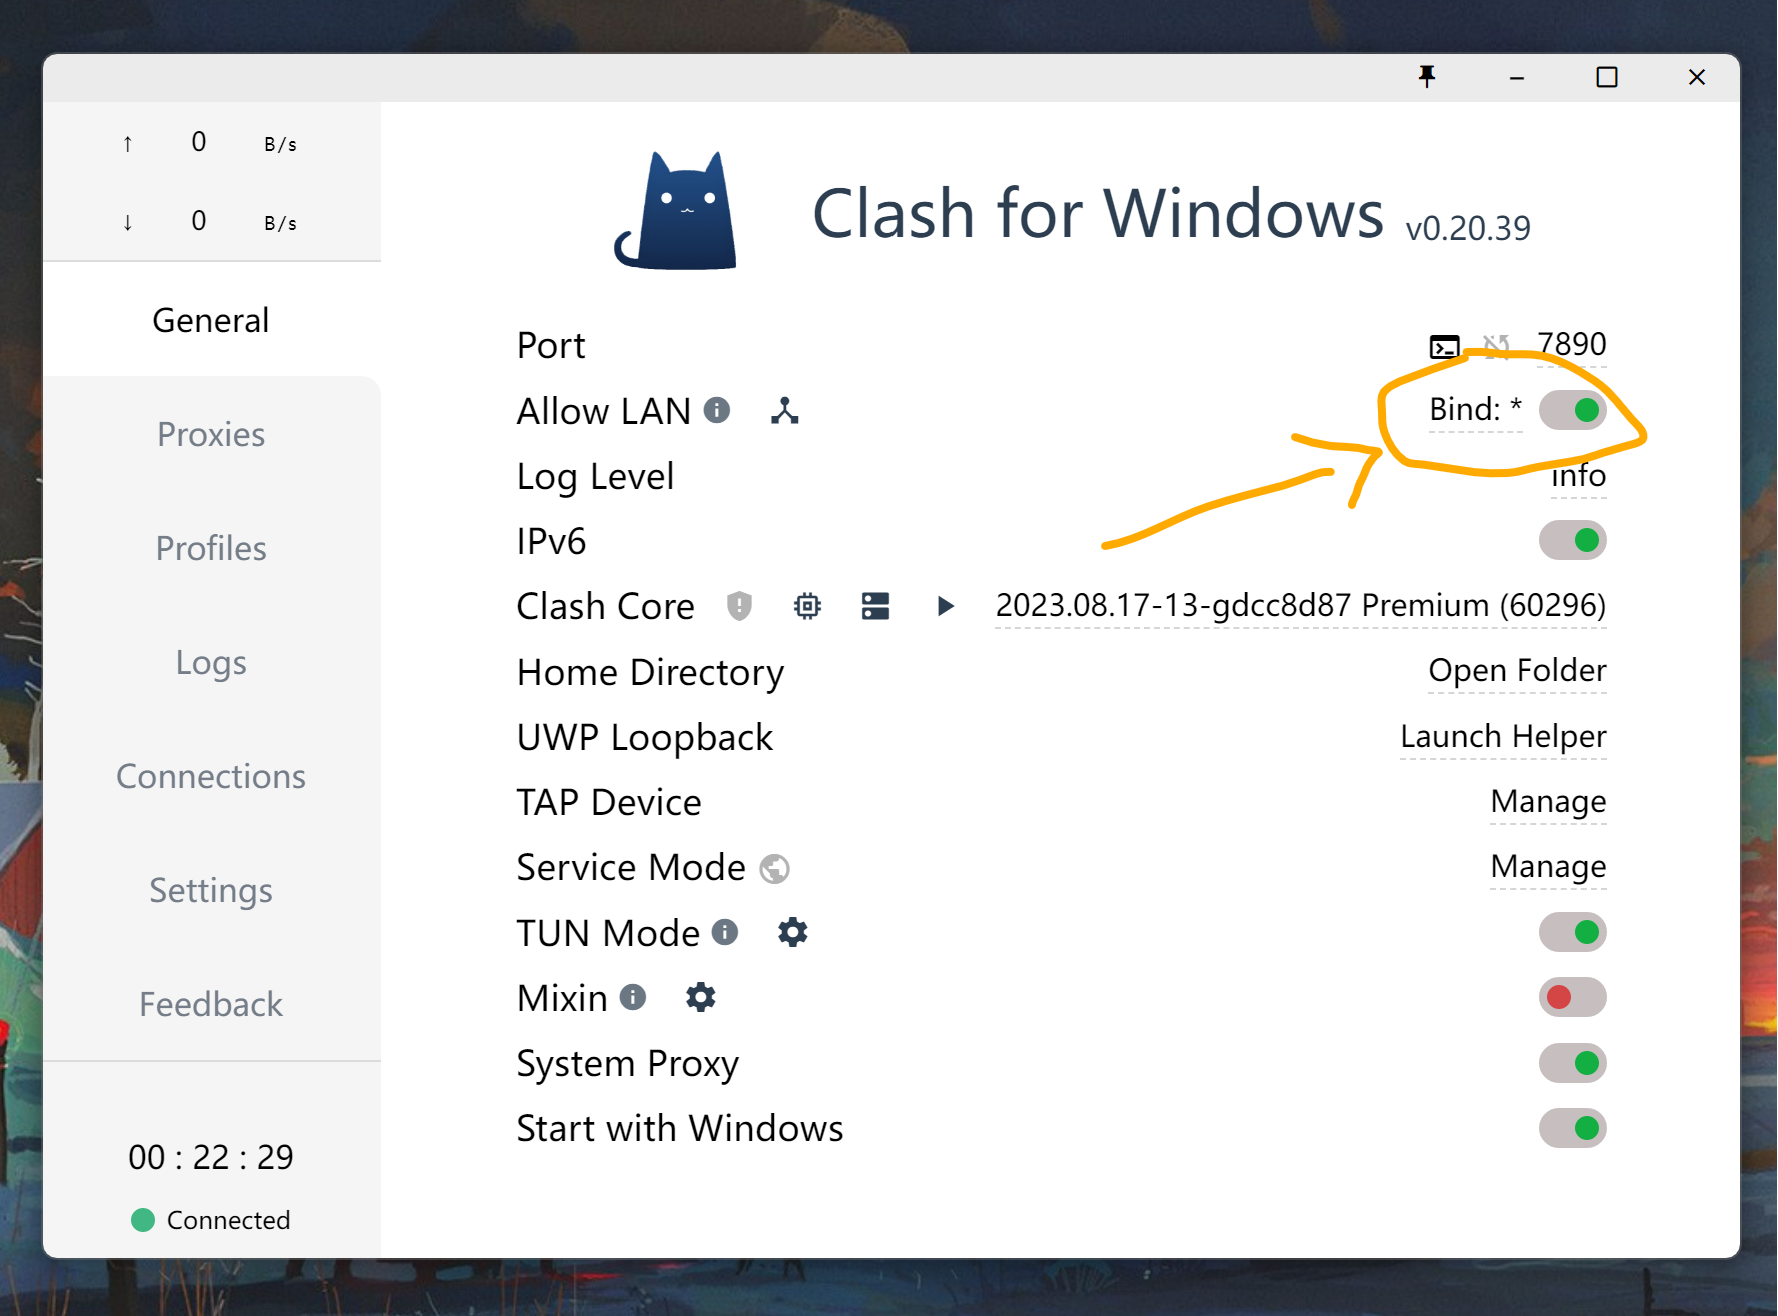 ↑ 0 B/s
↓ 0 B/s
General
Proxies
Profiles
Logs
Connections
Settings
Feedback
00 : 22 : 29
Connected
Clash for Windows v0.20.39
Port 7890
Allow LAN Bind: *
Log Level info
IPv6
Clash Core 2023.08.17-13-gdcc8d87 Premium (60296)
Home Directory Open Folder
UWP Loopback Launch Helper
TAP Device Manage
Service Mode Manage
TUN Mode
Mixin
System Proxy
Start with Windows